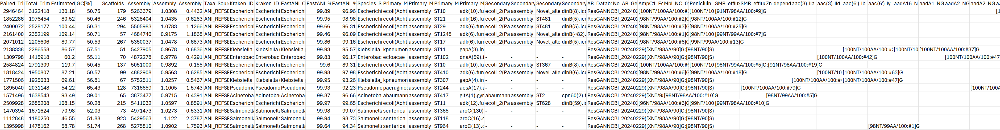 Paired_Trin Total_Trim Estimated_ GC[%] Scaffolds Assembly_ Assembly_ Assembly_ Taxa_Sour Kraken_ID_ Kraken_ID_ FastANI_O FastANI_% FastANI_% Species_S Primary_M Primary_M Primary_M Primary_M Secondary Secondary Secondary Secondary AR_Databa No_AR_Ge AmpC1_Ec Mbl_NC_0 Penicillin_ SMR_efflux SMR_efflux Zn-depend aac(3)-IIa_ aac(3)-IId_ aac(6')-Ib- aac(6')-Iy_ aadA16_N aadA1_NG aadA2_NG aadA2_NG
2946464 3122418 130.18 50.75 179 5263379 1.0308 0.4432 ANI_REFSE Escherichi Escherichi Escherichi 99.89 96.96 Escherichi ecoli(Acht assembly ST10 adk(10).fu ecoli_2(Pa assembly Novel_alle dinB(8).ico ResGANNCBI_202402 [100NT/100AA/100:# [100NT/10 [91NT/98AA/100:#9]G
1852286 1976454 80.52 50.46 246 5328404 1.0435 0.6263 ANI_REFSE Escherichi Escherichi Escherichi 99.95 98.98 Escherichi ecoli(Acht assembly ST21 adk(16).fu ecoli_2(Pa assembly ST481 dinB(5).ico ResGANNCBI_202402 [98NT/99AA/100:#2]G [98NT/100AA/100:#12]G
2400072 2528177 100.44 50.31 294 5505983 1.0783 1.1266 ANI_REFSE Escherichi Escherichi Escherichi 99.66 96.31 Escherichi ecoli(Acht assembly ST29 adk(6).fum ecoli_2(Pa assembly ST481 dinB(5).ico ResGANNCBI_202402 [98NT/98AA/100:#3]G [98NT/100AA/100:#25]G
2161400 2352199 109.14 50.71 57 4684746 0.9175 1.1868 ANI_REFSE Escherichi Escherichi Escherichi 99.46 96.09 Escherichi ecoli(Acht assembly ST1248 adk(6).fum ecoli_2(Pa assembly Novel_alle dinB(~82). ResGANNCBI_202402 [98NT/98AA/100:#1]G [98NT/100 [99NT/99AA/100:#7]G
2071012 2205606 89.77 50.53 267 5350037 1.0478 0.6873 ANI_REFSE Escherichi Escherichi Escherichi 99.86 99.16 Escherichi ecoli(Acht assembly ST17 adk(6).fum ecoli_2(Pa assembly Novel_alle dinB(5).ico ResGANNCBI_202402 [98NT/98AA/100:#6]G [99NT/99AA/100:#13]G
2138338 2286558 86.57 57.51 51 5427905 0.9678 0.6836 ANI_REFSE Klebsiella Klebsiella Klebsiella p 99.93 95.57 Klebsiella_ kpneumon assembly ST11 gapA(3).in - - - - ResGANNCBI_20240229([XNT/98AA/90]G:[98NT/90]S) [100NT/100AA/100:# [100NT/10 [100NT/100AA/100:#37]G
1309798 1415918 60.2 55.11 70 4872278 0.9778 0.4291 ANI_REFSE Enterobac Enterobac Enterobac 99.83 96.17 Enterobac ecloacae assembly ST102 dnaA(59).f - - - - ResGANNCBI_20240229([XNT/98AA/90]G:[98NT/90]S) [100NT/100AA/100:#42]G [100NT/100AA/100:#47
2584824 2791309 119.7 50.45 137 5051000 0.9892 0.155 ANI_REFSE Escherichi Escherichi Escherichi 99.6 89.31 Escherichi ecoli(Acht assembly ST10 adk(10).fu ecoli_2(Pa assembly ST367 dinB(8).ico ResGANNCBI_202402 [100NT/100AA/100:#6 [100NT/10 [98NT/99AA/100:#5]G;[91NT/98AA/100:#19]G
1818424 1950807 87.21 50.57 99 4882908 0.9563 0.6285 ANI_REFSE Escherichi Escherichi Escherichi 99.98 97.98 Escherichi ecoli(Acht assembly ST410 adk(6).fum ecoli_2(Pa assembly Novel_alle dinB(6).ico ResGANNCBI_202402 [98NT/99AA/100:#6]G [99NT/100AA/100:#18]G [100NT/10 [100NT/100AA/100:#63]G
1771506 1925033 69.61 56.81 67 5752511 1.0257 0.5467 ANI_REFSE Klebsiella Klebsiella Klebsiella p 99.95 93.26 Klebsiella_ kpneumon assembly ST307 gapA(4).in - - - - ResGANNCBI_20240229([XNT/98AA/90]G:[98NT/90]S) [100NT/100AA/100:#4 [100NT/100AA/100:#47]G
1895040 2031148 54.22 65.43 128 7316659 1.1005 1.5743 ANI_REFSE Pseudomo Pseudomo Pseudomo 99.93 92.23 Pseudomo paerugino assembly ST244 acsA(17).a - - - - ResGANNCBI_20240229([XNT/98AA/90]G:[98NT/90]S) [100NT/100AA/100:#79]G [100NT/100A
1571496 1638543 93.49 39.01 65 3873477 0.9715 0.4391 ANI_REFSE Acinetoba Acinetoba Acinetoba 99.87 96.66 Acinetoba abaumann assembly ST417 gltA(1).gyr abaumann assembly ST2 cpn60(2).f ResGANNCBI_20240229([XNT/9 [98NT/98AA/100:#10]G [98NT/99AA/100:#5]G
2509928 2685208 108.15 50.28 215 5411032 1.0597 0.8591 ANI_REFSE Escherichi Escherichi Escherichi 99.97 99.65 Escherichi ecoli(Acht assembly ST11 adk(12).fu ecoli_2(Pa assembly ST628 dinB(59).ic ResGANNCBI_202402 [96NT/98AA/100:#6]G [99NT/100 [99NT/98AA/100:#10]G
1470394 1671624 70.98 52.03 73 4971473 1.0273 0.5331 ANI_REFSE Salmonella Salmonella Salmonella 99.98 99.07 Salmonell senterica assembly ST365 aroC(130) - - - - ResGANNCBI_20240229([XNT/98AA/90]G:[98NT/90]S)
1112848 1180250 46.55 51.88 923 5429563 1.122 2.3787 ANI_REFSE Salmonella Salmonella Salmonella 99.94 98.73 Salmonell senterica assembly ST118 aroC(16).c - - - - ResGANNCBI_20240229([XNT/98AA/90]G:[98NT/90]S)
1395998 1478162 58.78 51.74 268 5275810 1.0902 1.7593 ANI_REFSE Salmonella Salmonella Salmonella 99.64 94.34 Salmonell senterica assembly ST964 aroC(13).c - - - - ResGANNCBI_20240229([XNT/98AA/90]G:[98NT/90]S) [98NT/99AA/100:#1]G